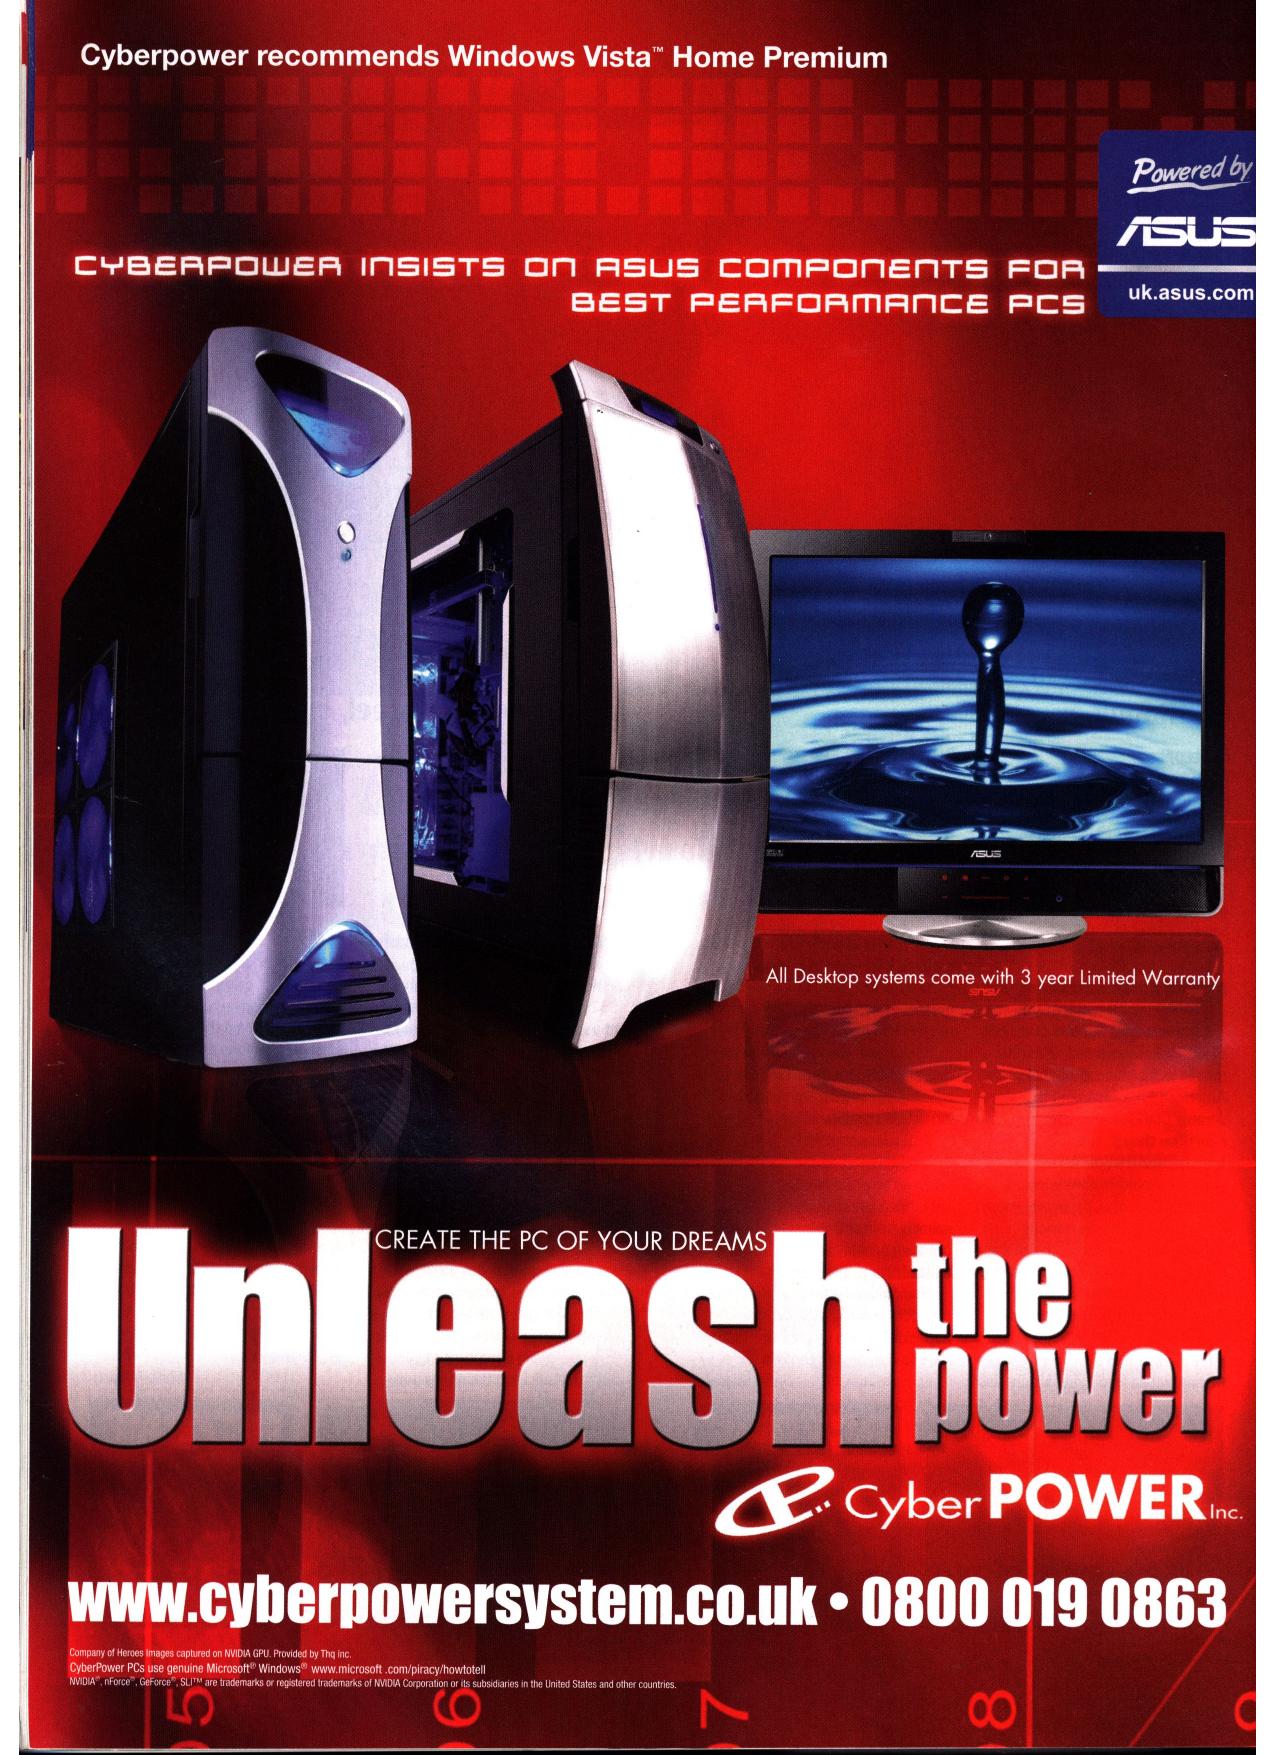 Cyberpower recommends Windows Vista™ Home Premium
Powered by
ASUS
uk.asus.com
CYBERPOWER INSISTS ON ASUS COMPONENTS FOR
BEST PERFORMANCE PCS
ASUS
All Desktop systems come with 3 year Limited Warranty
CREATE THE PC OF YOUR DREAMS
Unleash the power
CyberPOWER Inc.
www.cyberpowersystem.co.uk • 0800 019 0863
Company of Heroes Images captured on NVIDIA GPU. Provided by Thq Inc.
CyberPower PCs use genuine Microsoft® Windows® www.microsoft .com/piracy/howtotell
NVIDIA®, nForce®, GeForce®, SLI™ are trademarks or registered trademarks of NVIDIA Corporation or its subsidiaries in the United States and other countries.
05 06 07 08